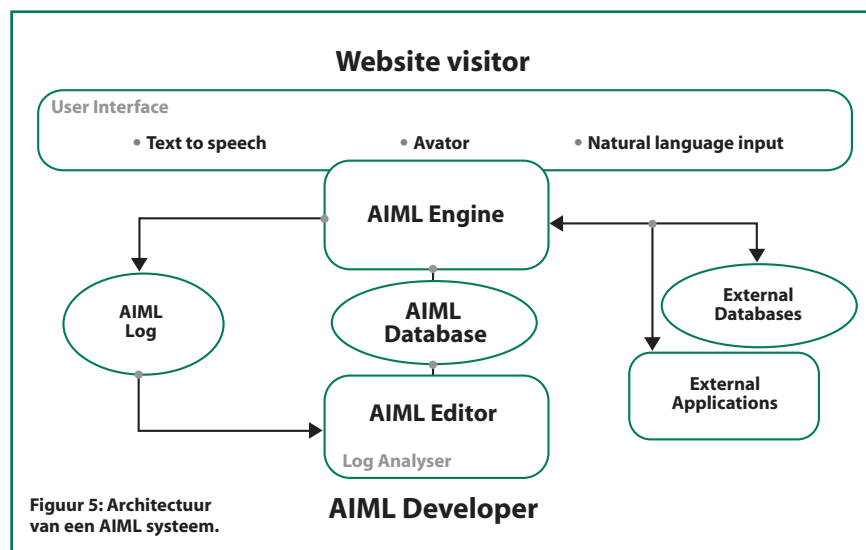 Website visitor
User Interface
• Text to speech
• Avator
• Natural language input
AIML Engine
AIML
Log
AIML
Database
External
Databases
External
Applications
AIML Editor
Log Analyser
Figuur 5: Architectuur
van een AIML systeem.
AIML Developer